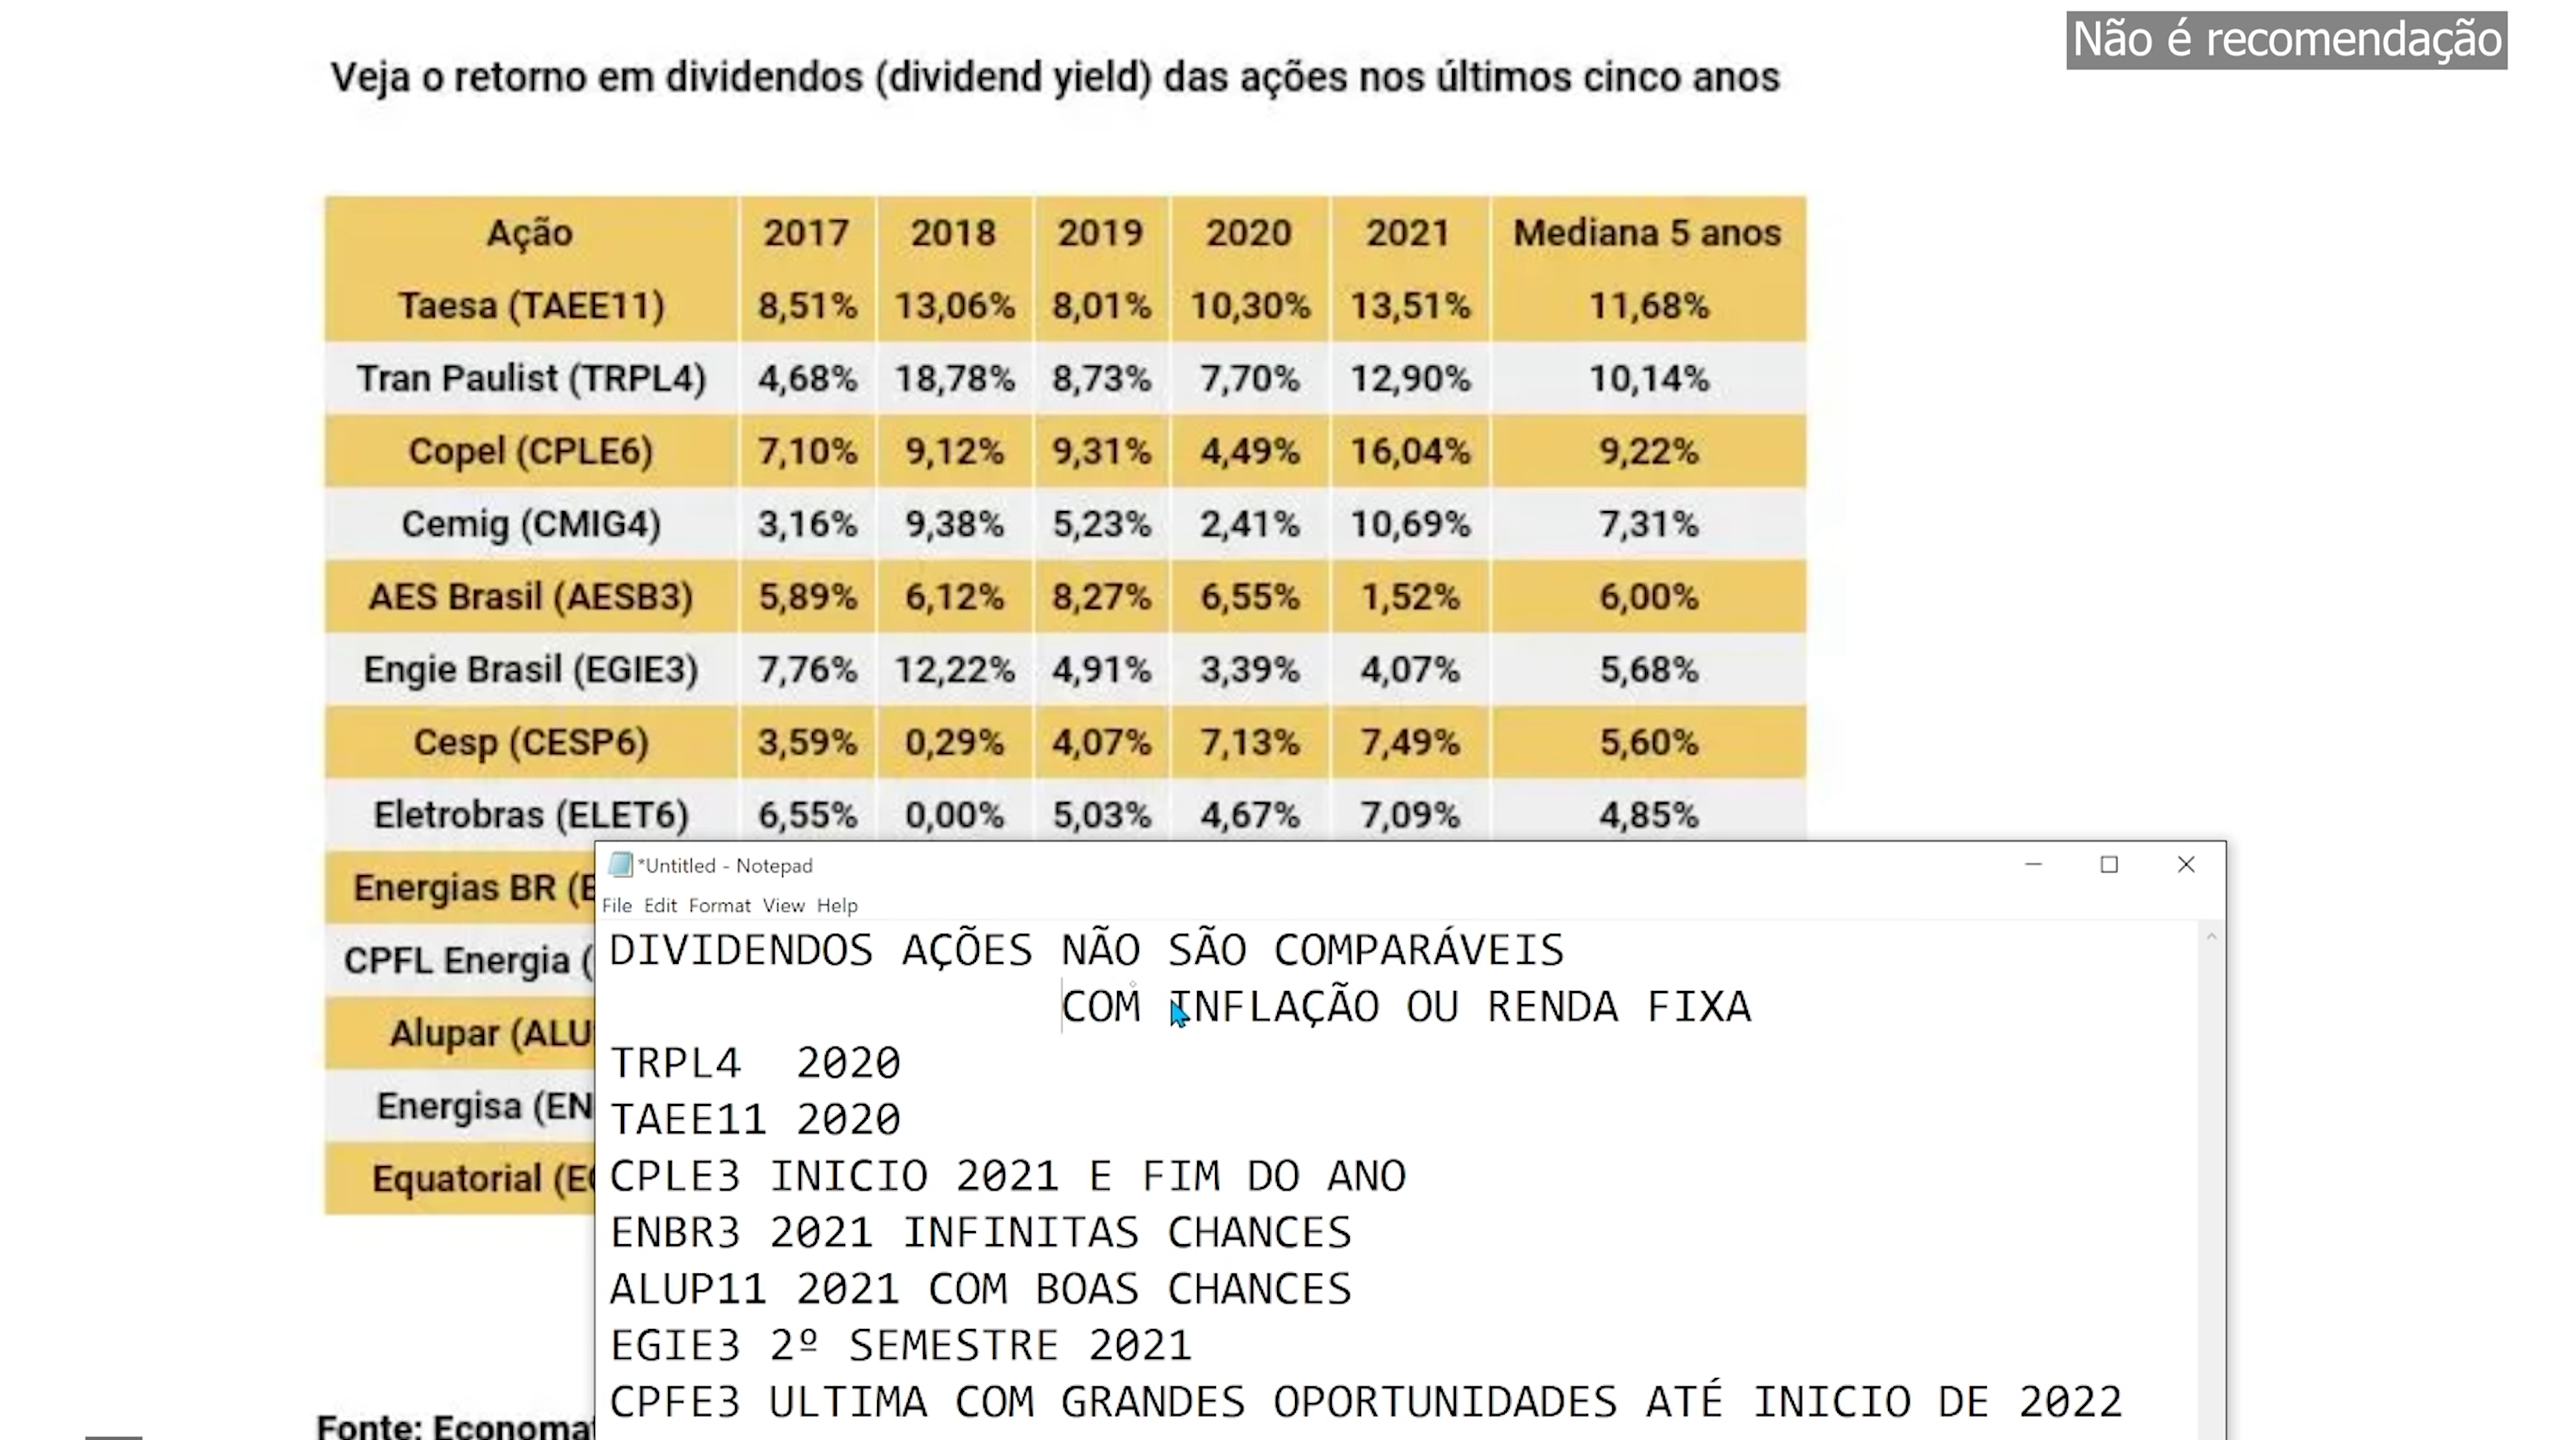 Não é recomendação
Veja o retorno em dividendos (dividend yield) das ações nos últimos cinco anos
Ação 2017 2018 2019 2020 2021 Mediana 5 anos
Taesa (TAEE11) 8,51% 13,06% 8,01% 10,30% 13,51% 11,68%
Tran Paulist (TRPL4) 4,68% 18,78% 8,73% 7,70% 12,90% 10,14%
Copel (CPLE6) 7,10% 9,12% 9,31% 4,49% 16,04% 9,22%
Cemig (CMIG4) 3,16% 9,38% 5,23% 2,41% 10,69% 7,31%
AES Brasil (AESB3) 5,89% 6,12% 8,27% 6,55% 1,52% 6,00%
Engie Brasil (EGIE3) 7,76% 12,22% 4,91% 3,39% 4,07% 5,68%
Cesp (CESP6) 3,59% 0,29% 4,07% 7,13% 7,49% 5,60%
Eletrobras (ELET6) 6,55% 0,00% 5,03% 4,67% 7,09% 4,85%
Energias BR
CPFL Energia (
Alupar (ALU
Energisa (EN
Equatorial
Fonte:
*Untitled - Notepad
File Edit Format View Help
DIVIDENDOS AÇÕES NÃO SÃO COMPARÁVEIS
COM INFLAÇÃO OU RENDA FIXA
TRPL4 2020
TAEE11 2020
CPLE3 INICIO 2021 E FIM DO ANO
ENBR3 2021 INFINITAS CHANCES
ALUP11 2021 COM BOAS CHANCES
EGIE3 2º SEMESTRE 2021
CPFE3 ULTIMA COM GRANDES OPORTUNIDADES ATÉ INICIO DE 2022